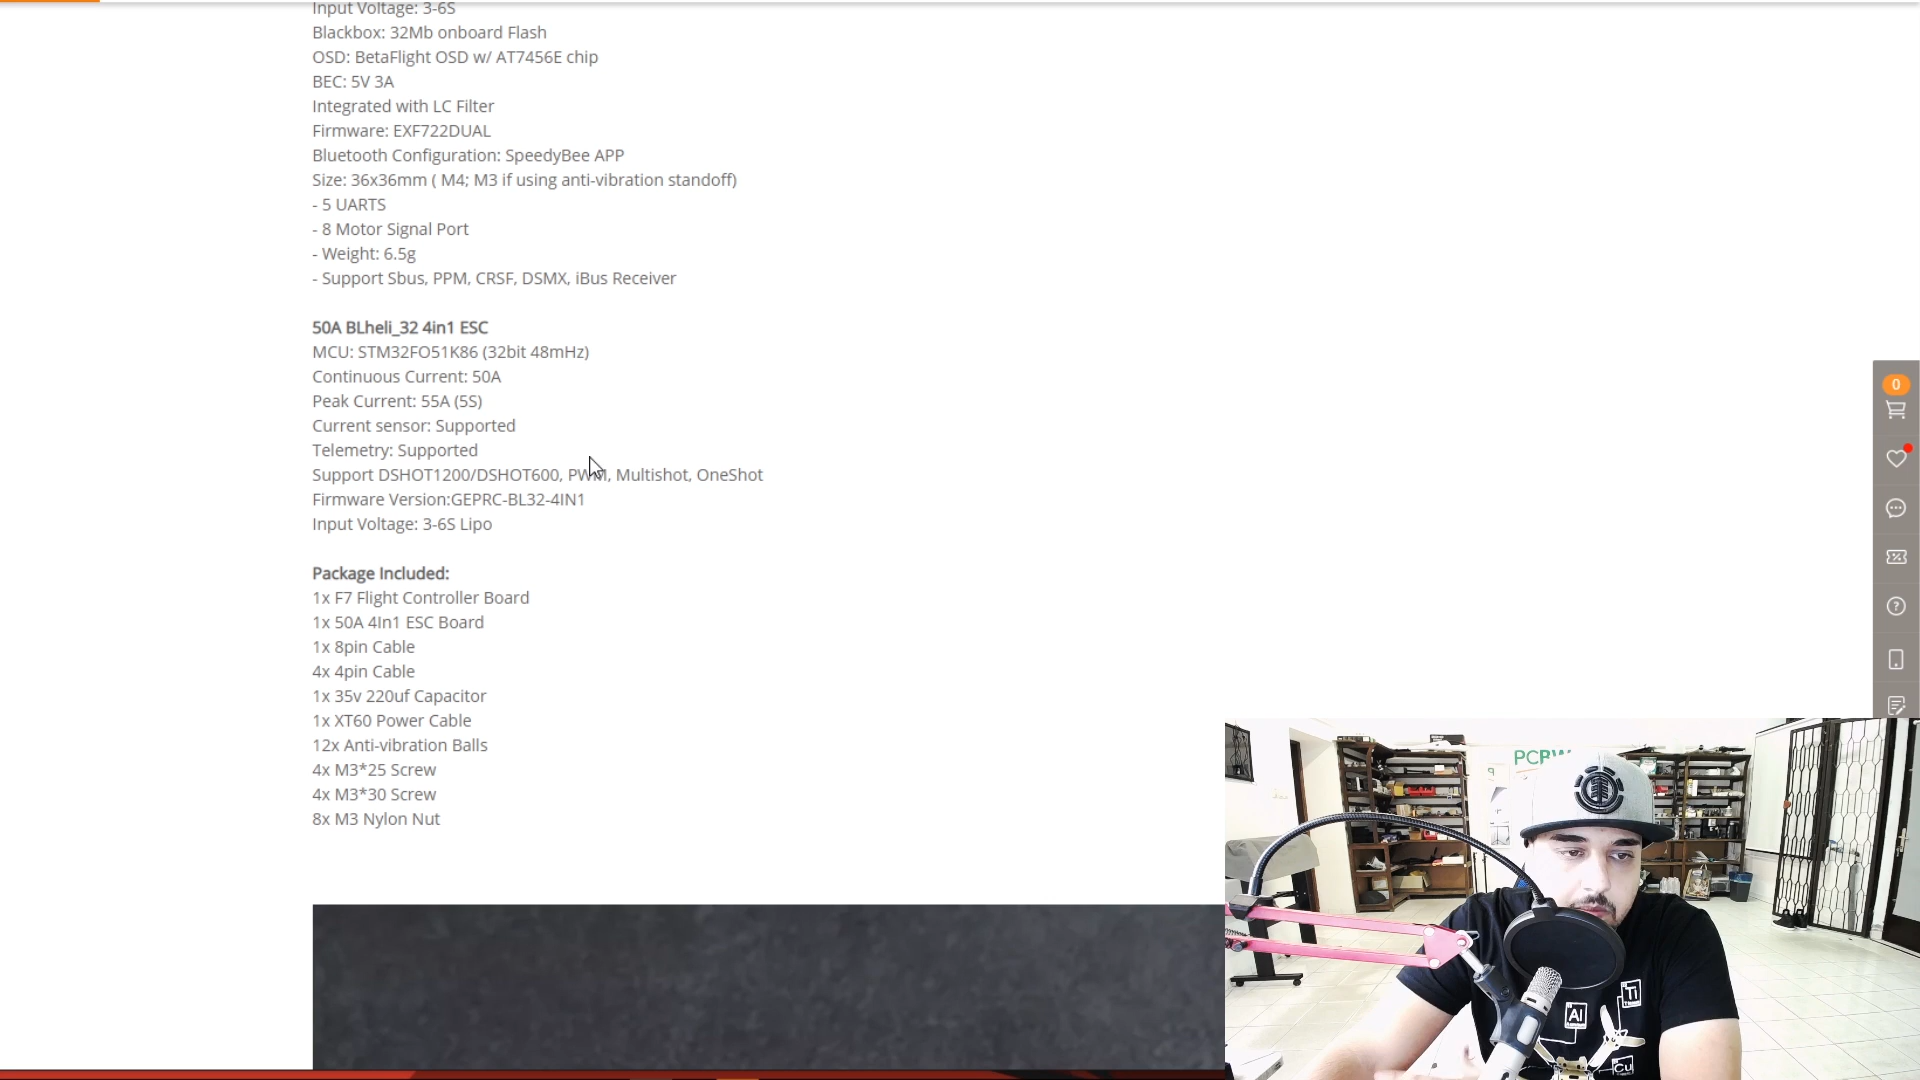 Input Voltage: 3-6S
Blackbox: 32Mb onboard Flash
OSD: BetaFlight OSD w/ AT7456E chip
BEC: 5V 3A
Integrated with LC Filter
Firmware: EXF722DUAL
Bluetooth Configuration: SpeedyBee APP
Size: 36x36mm ( M4; M3 if using anti-vibration standoff)
- 5 UARTS
- 8 Motor Signal Port
- Weight: 6.5g
- Support Sbus, PPM, CRSF, DSMX, iBus Receiver
50A BLheli_32 4in1 ESC
MCU: STM32FO51K86 (32bit 48mHz)
Continuous Current: 50A
Peak Current: 55A (5S)
Current sensor: Supported
Telemetry: Supported
Support DSHOT1200/DSHOT600, PWM, Multishot, OneShot
Firmware Version:GEPRC-BL32-4IN1
Input Voltage: 3-6S Lipo
Package Included:
1x F7 Flight Controller Board
1x 50A 4In1 ESC Board
1x 8pin Cable
4x 4pin Cable
1x 35v 220uf Capacitor
1x XT60 Power Cable
12x Anti-vibration Balls
4x M3*25 Screw
4x M3*30 Screw
8x M3 Nylon Nut
0
Ti
Al
Cu